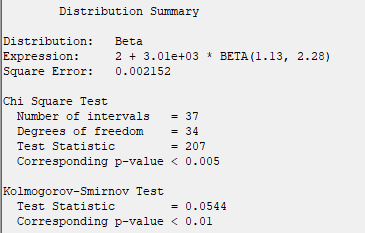 Distribution Summary
Distribution: Beta
Expression: 2 + 3.01e+03 * BETA(1.13, 2.28)
Square Error: 0.002152
Chi Square Test
Number of intervals = 37
Degrees of freedom = 34
Test Statistic = 207
Corresponding p-value < 0.005
Kolmogorov-Smirnov Test
Test Statistic = 0.0544
Corresponding p-value < 0.01